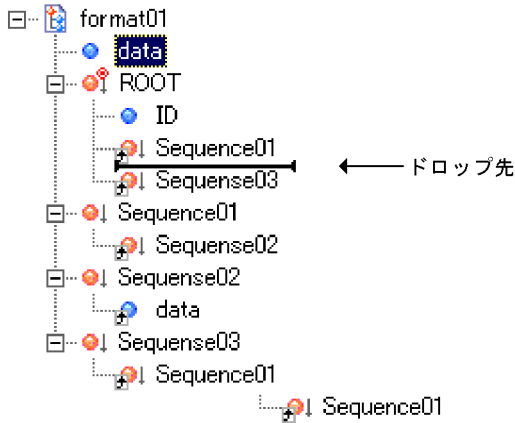 format01
data
ROOT
ID
Sequence01
ドロップ先
Sequense03
Sequence01
Sequense02
Sequense02
data
Sequense03
Sequence01
Sequence01